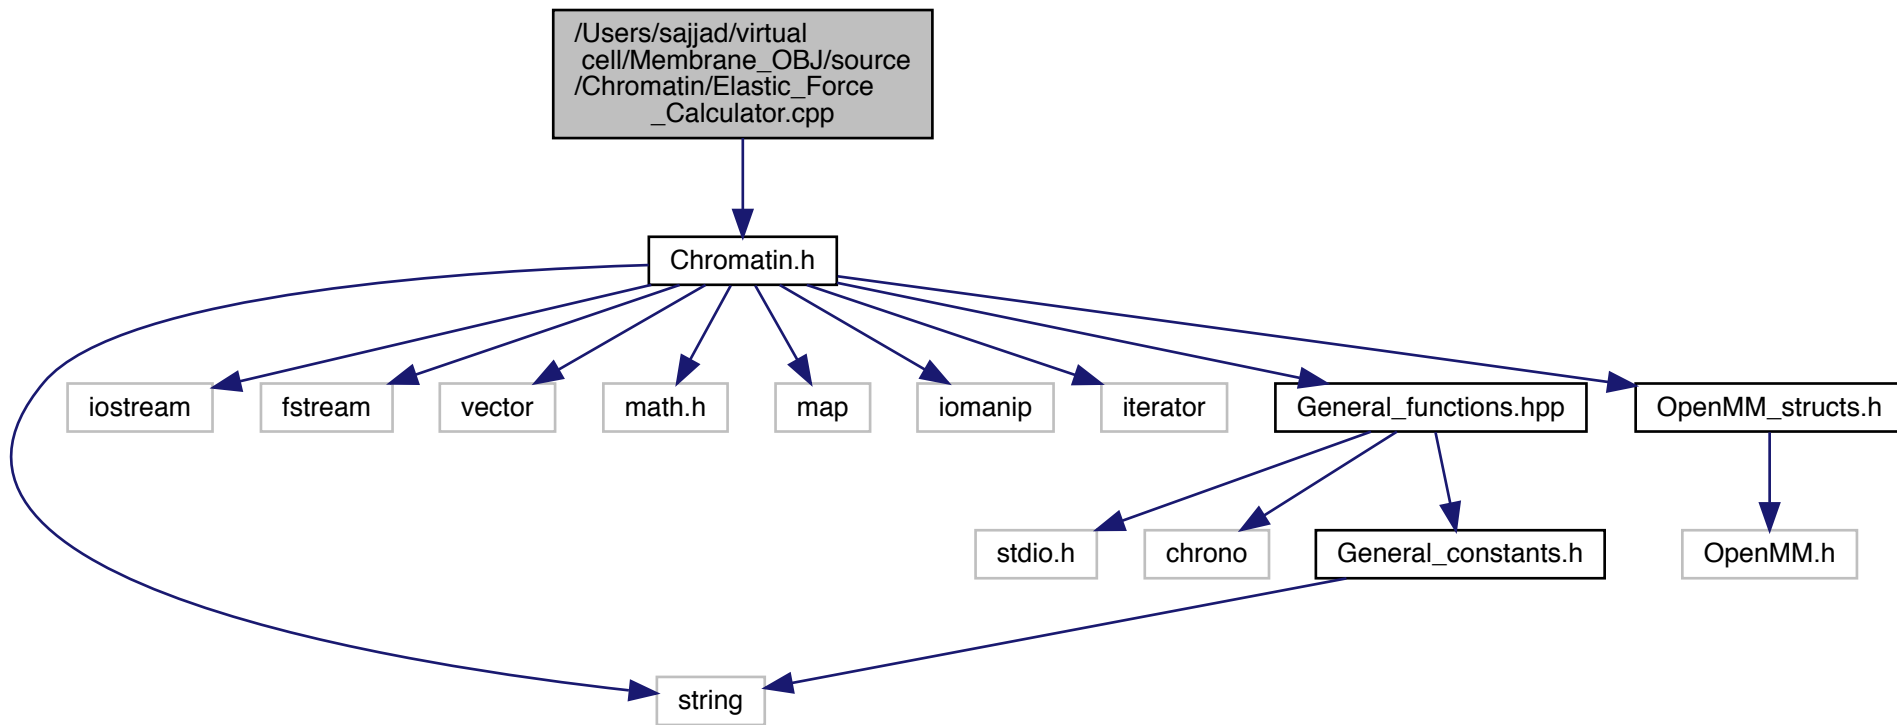 /Users/sajjad/virtual
cell/Membrane_OBJ/source
/Chromatin/Elastic_Force
_Calculator.cpp
Chromatin.h
iostream
fstream
vector
math.h
map
iomanip
iterator
General_functions.hpp
OpenMM_structs.h
stdio.h
chrono
General_constants.h
OpenMM.h
string